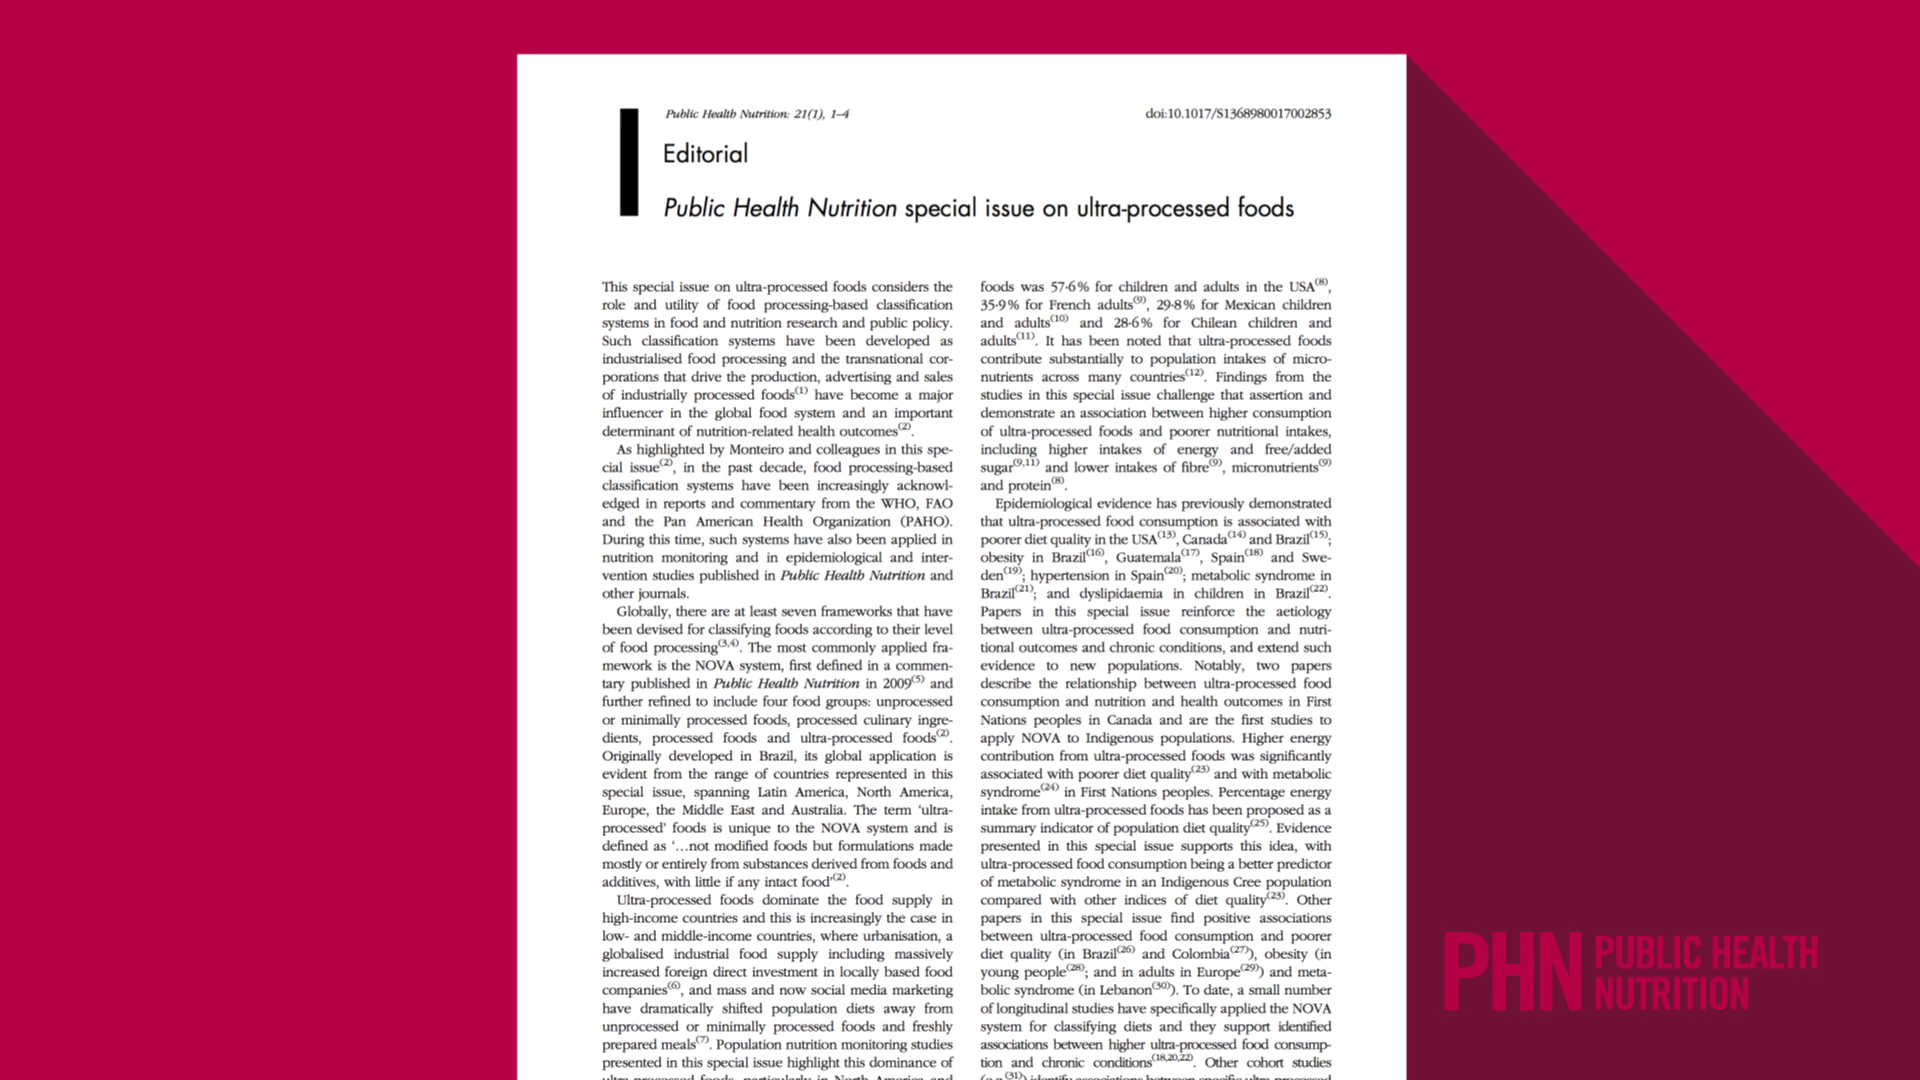 Public Health Nutrition: 21(1), 1–4
doi:10.1017/S1368980017002853
Editorial
Public Health Nutrition special issue on ultra-processed foods
This special issue on ultra-processed foods considers the
role and utility of food processing-based classification
systems in food and nutrition research and public policy.
Such classification systems have been developed as
industrialised food processing and the transnational cor-
porations that drive the production, advertising and sales
of industrially processed foods(1) have become a major
influencer in the global food system and an important
determinant of nutrition-related health outcomes(2).
As highlighted by Monteiro and colleagues in this spe-
cial issue(2), in the past decade, food processing-based
classification systems have been increasingly acknowl-
edged in reports and commentary from the WHO, FAO
and the Pan American Health Organization (PAHO).
During this time, such systems have also been applied in
nutrition monitoring and in epidemiological and inter-
vention studies published in Public Health Nutrition and
other journals.
Globally, there are at least seven frameworks that have
been devised for classifying foods according to their level
of food processing(3,4). The most commonly applied fra-
mework is the NOVA system, first defined in a commen-
tary published in Public Health Nutrition in 2009(5) and
further refined to include four food groups: unprocessed
or minimally processed foods, processed culinary ingre-
dients, processed foods and ultra-processed foods(2).
Originally developed in Brazil, its global application is
evident from the range of countries represented in this
special issue, spanning Latin America, North America,
Europe, the Middle East and Australia. The term ‘ultra-
processed’ foods is unique to the NOVA system and is
defined as ‘…not modified foods but formulations made
mostly or entirely from substances derived from foods and
additives, with little if any intact food’(2).
Ultra-processed foods dominate the food supply in
high-income countries and this is increasingly the case in
low- and middle-income countries, where urbanisation, a
globalised industrial food supply including massively
increased foreign direct investment in locally based food
companies(6), and mass and now social media marketing
have dramatically shifted population diets away from
unprocessed or minimally processed foods and freshly
prepared meals(7). Population nutrition monitoring studies
presented in this special issue highlight this dominance of
ultra-processed foods, particularly in North America and
foods was 57·6% for children and adults in the USA(8),
35·9% for French adults(9), 29·8% for Mexican children
and adults(10) and 28·6% for Chilean children and
adults(11). It has been noted that ultra-processed foods
contribute substantially to population intakes of micro-
nutrients across many countries(12). Findings from the
studies in this special issue challenge that assertion and
demonstrate an association between higher consumption
of ultra-processed foods and poorer nutritional intakes,
including higher intakes of energy and free/added
sugar(9,11) and lower intakes of fibre(9), micronutrients(9)
and protein(8).
Epidemiological evidence has previously demonstrated
that ultra-processed food consumption is associated with
poorer diet quality in the USA(13), Canada(14) and Brazil(15);
obesity in Brazil(16), Guatemala(17), Spain(18) and Swe-
den(19); hypertension in Spain(20); metabolic syndrome in
Brazil(21); and dyslipidaemia in children in Brazil(22).
Papers in this special issue reinforce the aetiology
between ultra-processed food consumption and nutri-
tional outcomes and chronic conditions, and extend such
evidence to new populations. Notably, two papers
describe the relationship between ultra-processed food
consumption and nutrition and health outcomes in First
Nations peoples in Canada and are the first studies to
apply NOVA to Indigenous populations. Higher energy
contribution from ultra-processed foods was significantly
associated with poorer diet quality(23) and with metabolic
syndrome(24) in First Nations peoples. Percentage energy
intake from ultra-processed foods has been proposed as a
summary indicator of population diet quality(25). Evidence
presented in this special issue supports this idea, with
ultra-processed food consumption being a better predictor
of metabolic syndrome in an Indigenous Cree population
compared with other indices of diet quality(23). Other
papers in this special issue find positive associations
between ultra-processed food consumption and poorer
diet quality (in Brazil(26) and Colombia(27)), obesity (in
young people(28); and in adults in Europe(29)) and meta-
bolic syndrome (in Lebanon(30)). To date, a small number
of longitudinal studies have specifically applied the NOVA
system for classifying diets and they support identified
associations between higher ultra-processed food consump-
tion and chronic conditions(18,20,22). Other cohort studies
(e.g.(31)) identify associations between specific ultra-processed
PHN PUBLIC HEALTH
NUTRITION